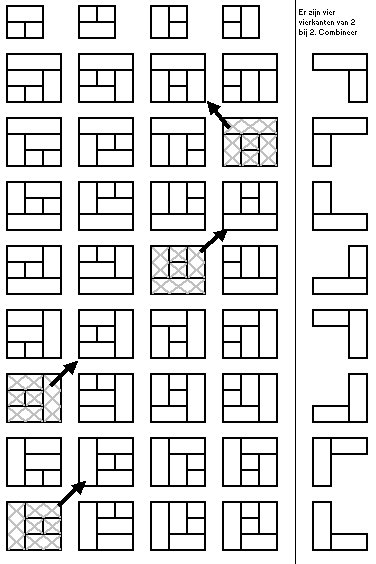 Er zijn vier
vierkanten van 2
bij 2. Combineer